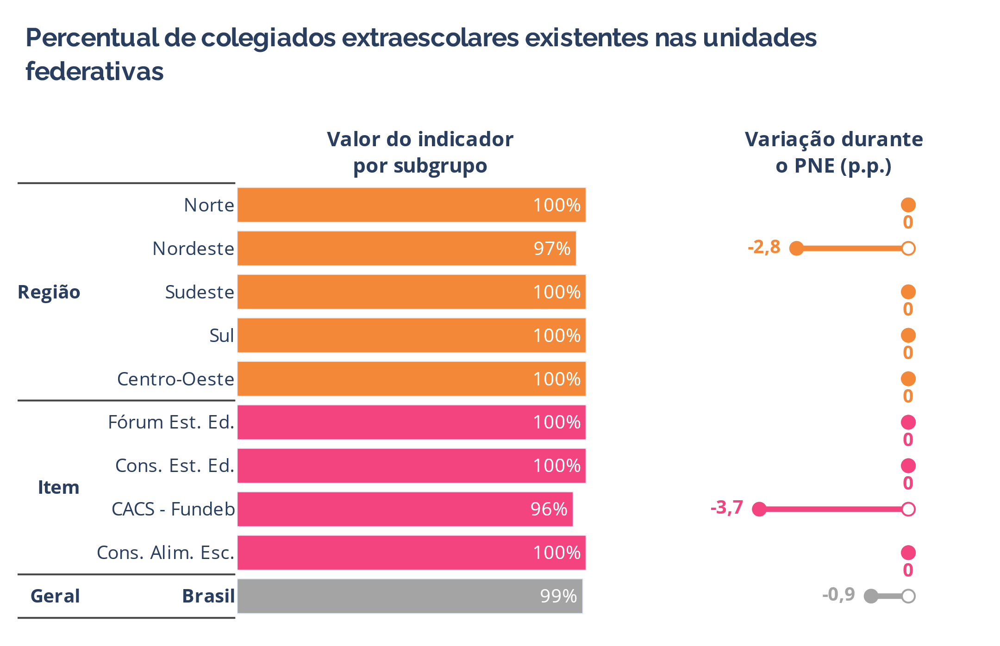 Percentual de colegiados extraescolares existentes nas unidades
federativas
Valor do indicador
por subgrupo
Variação durante
o PNE (p.p.)
Região
Norte 100% 0
Nordeste 97% -2,8
Sudeste 100% 0
Sul 100% 0
Centro-Oeste 100% 0
Item
Fórum Est. Ed. 100% 0
Cons. Est. Ed. 100% 0
CACS - Fundeb 96% -3,7
Cons. Alim. Esc. 100% 0
Geral Brasil 99% -0,9